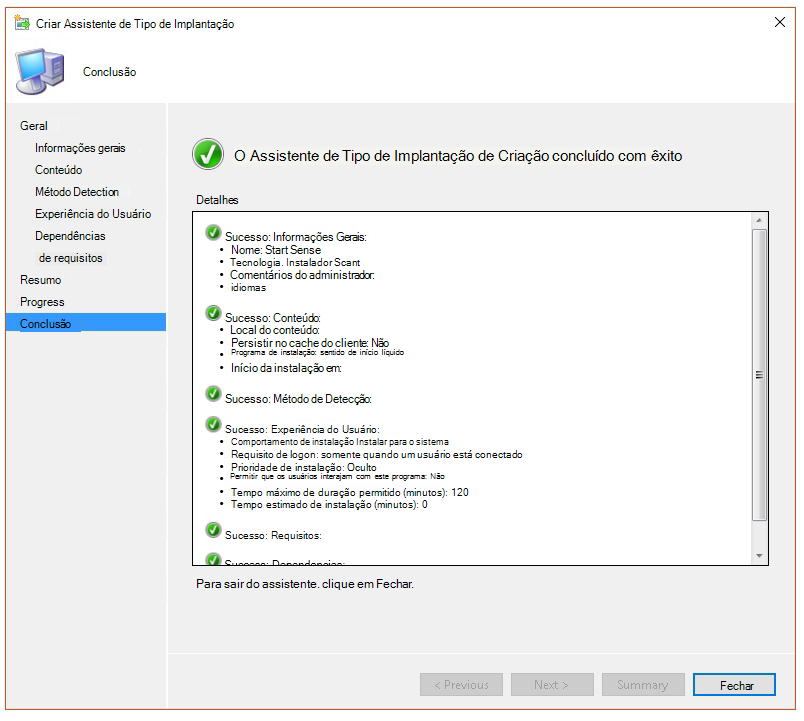 Criar Assistente de Tipo de Implantação
Conclusão
Geral
Informações gerais
Conteúdo
Método Detection
Experiência do Usuário
Dependências
de requisitos
Resumo
Progress
Conclusão
O Assistente de Tipo de Implantação de Criação concluído com êxito
Detalhes
Sucesso: Informações Gerais:
• Nome: Start Sense
• Tecnologia. Instalador Scant
• Comentários do administrador:
• idiomas
Sucesso: Conteúdo:
• Local do conteúdo:
• Persistir no cache do cliente: Não
• Programa de instalação: sentido de início líquido
• Início da instalação em:
Sucesso: Método de Detecção:
Sucesso: Experiência do Usuário:
• Comportamento de instalação Instalar para o sistema
• Requisito de logon: somente quando um usuário está conectado
• Prioridade de instalação: Oculto
• Permitir que os usuários interajam com este programa: Não
• Tempo máximo de duração permitido (minutos): 120
• Tempo estimado de instalação (minutos): 0
Sucesso: Requisitos:
Sucesso: Dependencies:
Para sair do assistente. clique em Fechar.
< Previous
Next >
Summary
Fechar